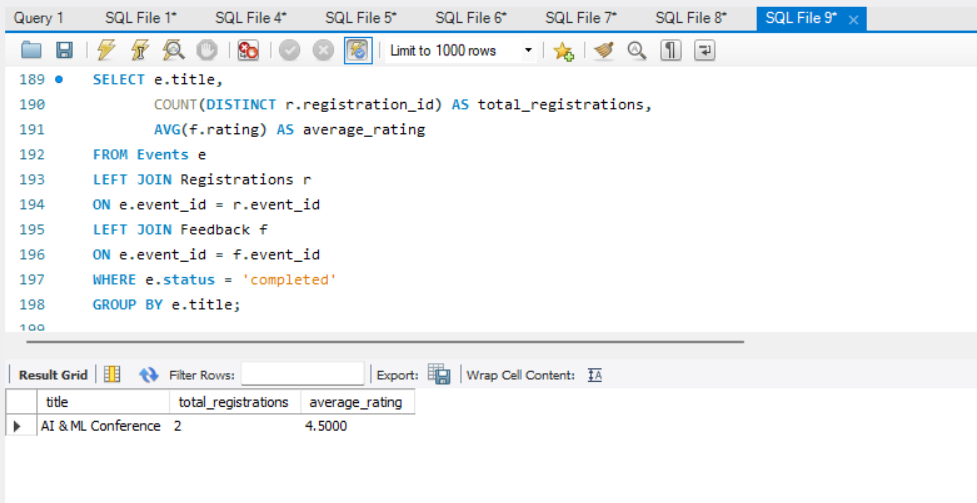 Query 1 SQL File 1* SQL File 4* SQL File 5* SQL File 6* SQL File 7* SQL File 8* SQL File 9* ×
Limit to 1000 rows
189 SELECT e.title,
190 COUNT(DISTINCT r.registration_id) AS total_registrations,
191 AVG(f.rating) AS average_rating
192 FROM Events e
193 LEFT JOIN Registrations r
194 ON e.event_id = r.event_id
195 LEFT JOIN Feedback f
196 ON e.event_id = f.event_id
197 WHERE e.status = 'completed'
198 GROUP BY e.title;
199
Result Grid Filter Rows: Export: Wrap Cell Content: IA
title total_registrations average_rating
AI & ML Conference 2 4.5000